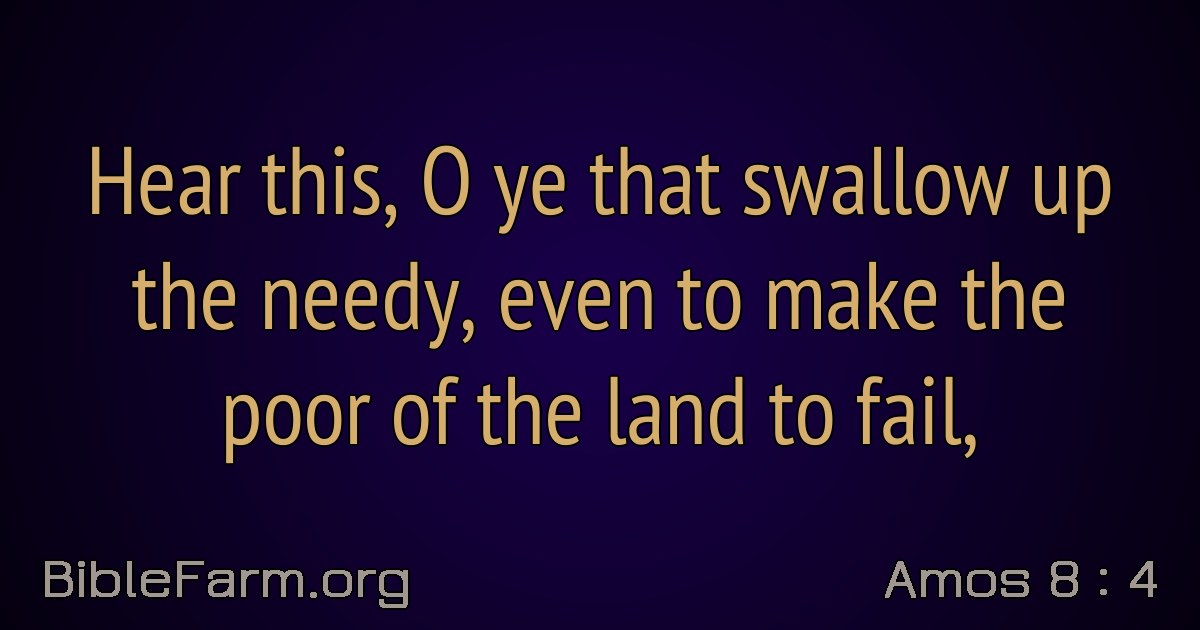 Hear this, O ye that swallow up
the needy, even to make the
poor of the land to fail,
BibleFarm.org
Amos 8 : 4